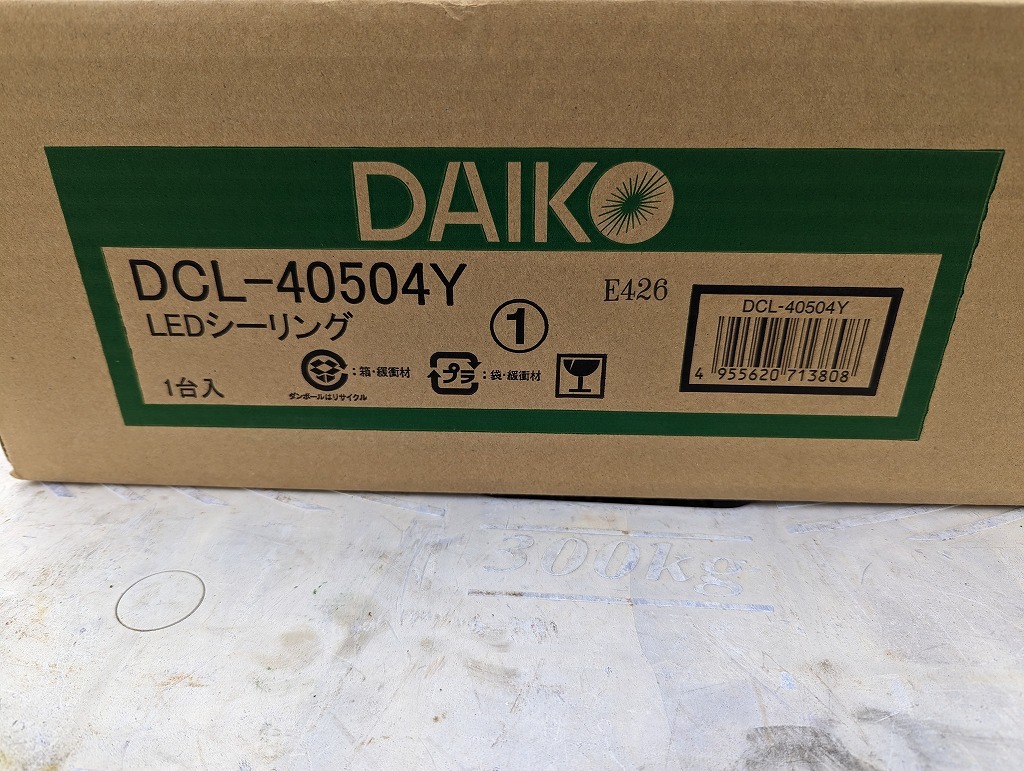 DAIKO
DCL-40504Y
E426
LEDシーリング
①
DCL-40504Y
4 955620 713808
1台入
：箱・緩衝材
ダンボールはリサイクル
プラ
：袋・緩衝材
300kg